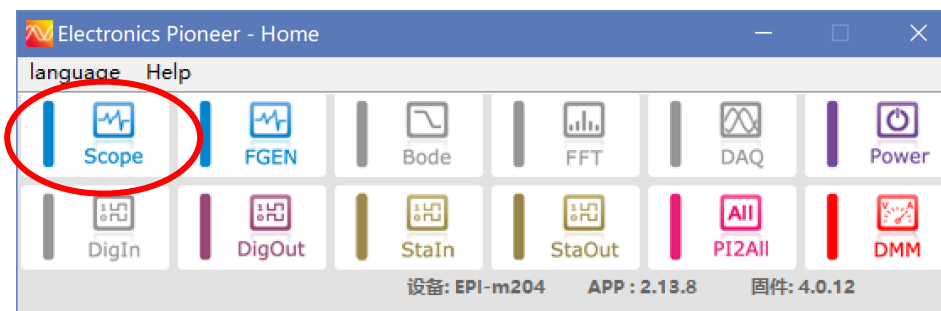 Electronics Pioneer - Home
language Help
Scope FGEN Bode FFT DAQ Power
DigIn DigOut StaIn StaOut All PI2All DMM
设备: EPI-m204 APP : 2.13.8 固件: 4.0.12